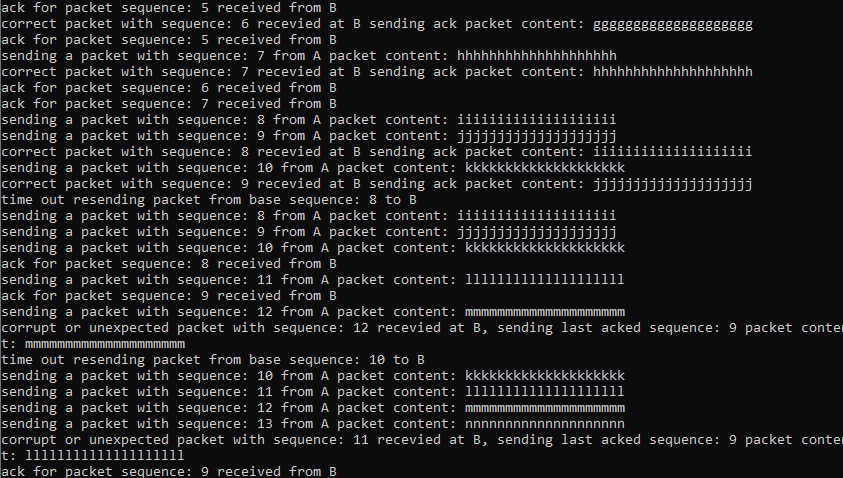 ack for packet sequence: 5 received from B
correct packet with sequence: 6 recevied at B sending ack packet content: gggggggggggggggggggg
ack for packet sequence: 5 received from B
sending a packet with sequence: 7 from A packet content: hhhhhhhhhhhhhhhhhhhh
correct packet with sequence: 7 recevied at B sending ack packet content: hhhhhhhhhhhhhhhhhhhh
ack for packet sequence: 6 received from B
ack for packet sequence: 7 received from B
sending a packet with sequence: 8 from A packet content: iiiiiiiiiiiiiiiiiiii
sending a packet with sequence: 9 from A packet content: jjjjjjjjjjjjjjjjjjjj
correct packet with sequence: 8 recevied at B sending ack packet content: iiiiiiiiiiiiiiiiiiii
sending a packet with sequence: 10 from A packet content: kkkkkkkkkkkkkkkkkkkk
correct packet with sequence: 9 recevied at B sending ack packet content: jjjjjjjjjjjjjjjjjjjj
time out resending packet from base sequence: 8 to B
sending a packet with sequence: 8 from A packet content: iiiiiiiiiiiiiiiiiiii
sending a packet with sequence: 9 from A packet content: jjjjjjjjjjjjjjjjjjjj
sending a packet with sequence: 10 from A packet content: kkkkkkkkkkkkkkkkkkkk
ack for packet sequence: 8 received from B
sending a packet with sequence: 11 from A packet content: llllllllllllllllllll
ack for packet sequence: 9 received from B
sending a packet with sequence: 12 from A packet content: mmmmmmmmmmmmmmmmmmmm
corrupt or unexpected packet with sequence: 12 recevied at B, sending last acked sequence: 9 packet conten
t: mmmmmmmmmmmmmmmmmmmm
time out resending packet from base sequence: 10 to B
sending a packet with sequence: 10 from A packet content: kkkkkkkkkkkkkkkkkkkk
sending a packet with sequence: 11 from A packet content: llllllllllllllllllll
sending a packet with sequence: 12 from A packet content: mmmmmmmmmmmmmmmmmmmm
sending a packet with sequence: 13 from A packet content: nnnnnnnnnnnnnnnnnnnn
corrupt or unexpected packet with sequence: 11 recevied at B, sending last acked sequence: 9 packet conten
t: llllllllllllllllllll
ack for packet sequence: 9 received from B